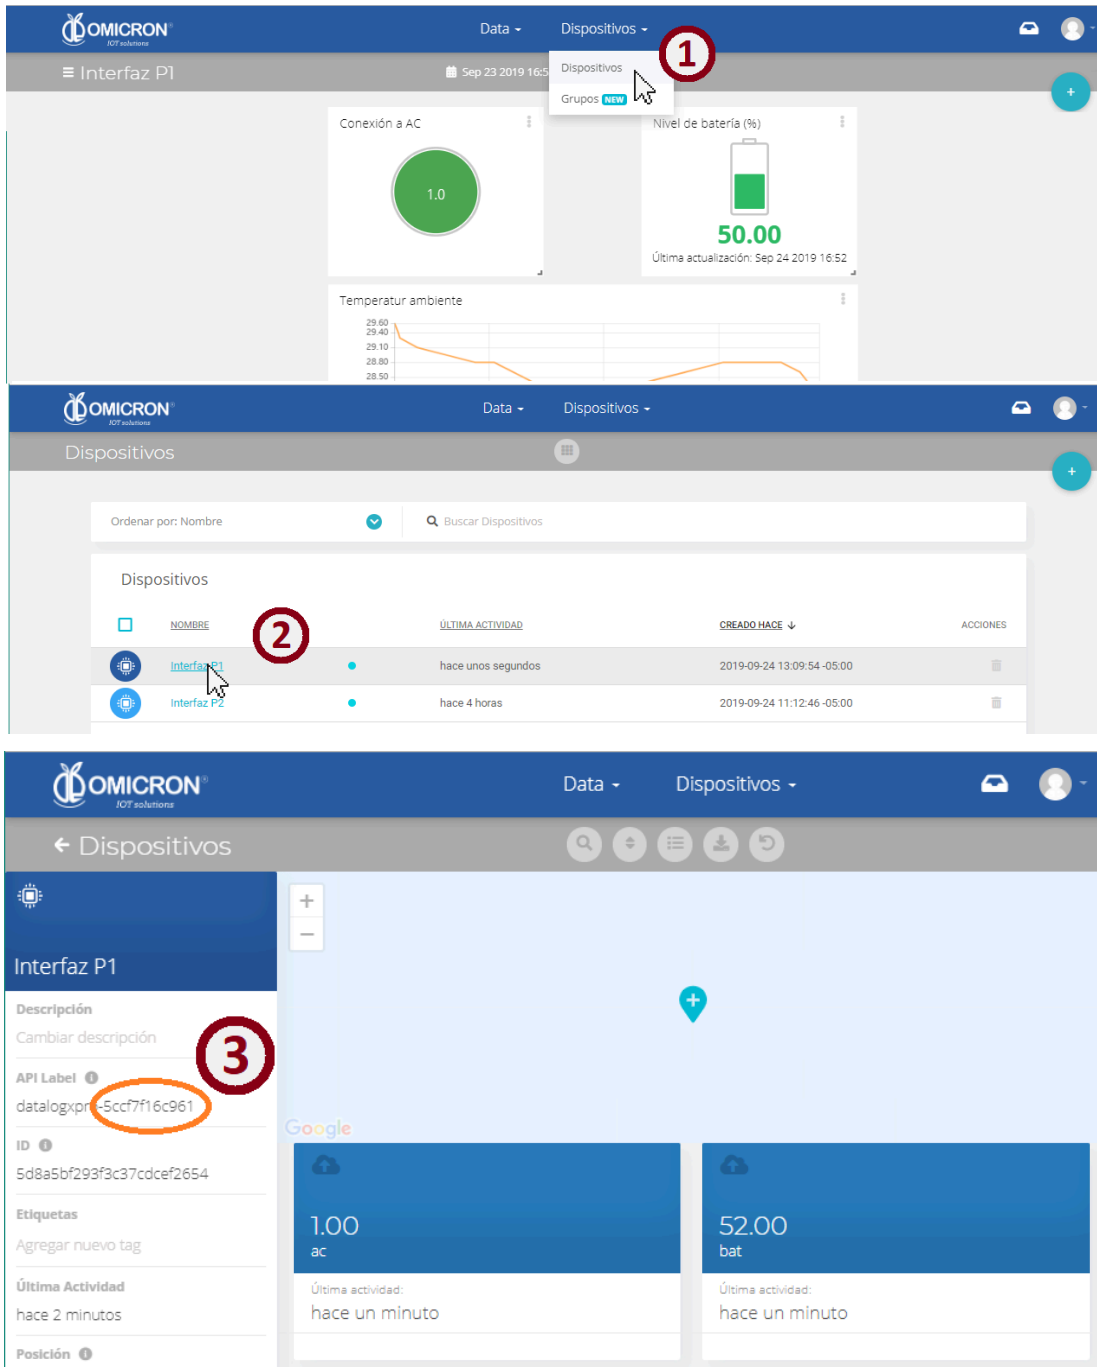 OMICRON®
IOT solutions
Data
Dispositivos
1
Interfaz P1
Sep 23 2019 16:5
Dispositivos
Grupos NEW
+
Conexión a AC
1.0
Nivel de batería (%)
50.00
Última actualización: Sep 24 2019 16:52
Temperatur ambiente
29.60
29.40
29.10
28.80
28.50
OMICRON®
IOT solutions
Data
Dispositivos
Dispositivos
+
Ordenar por: Nombre
Buscar Dispositivos
Dispositivos
2
NOMBRE
ÚLTIMA ACTIVIDAD
CREADO HACE
ACCIONES
Interfaz P1
hace unos segundos
2019-09-24 13:09:54 -05:00
Interfaz P2
hace 4 horas
2019-09-24 11:12:46 -05:00
OMICRON®
IOT solutions
Data
Dispositivos
Dispositivos
+
−
Interfaz P1
Descripción
Cambiar descripción
3
API Label
-5ccf7f16c961
Google
ID
5d8a5bf293f3c37cdcef2654
Etiquetas
Agregar nuevo tag
Última Actividad
hace 2 minutos
Posición
1.00
ac
Última actividad:
hace un minuto
52.00
bat
Última actividad:
hace un minuto